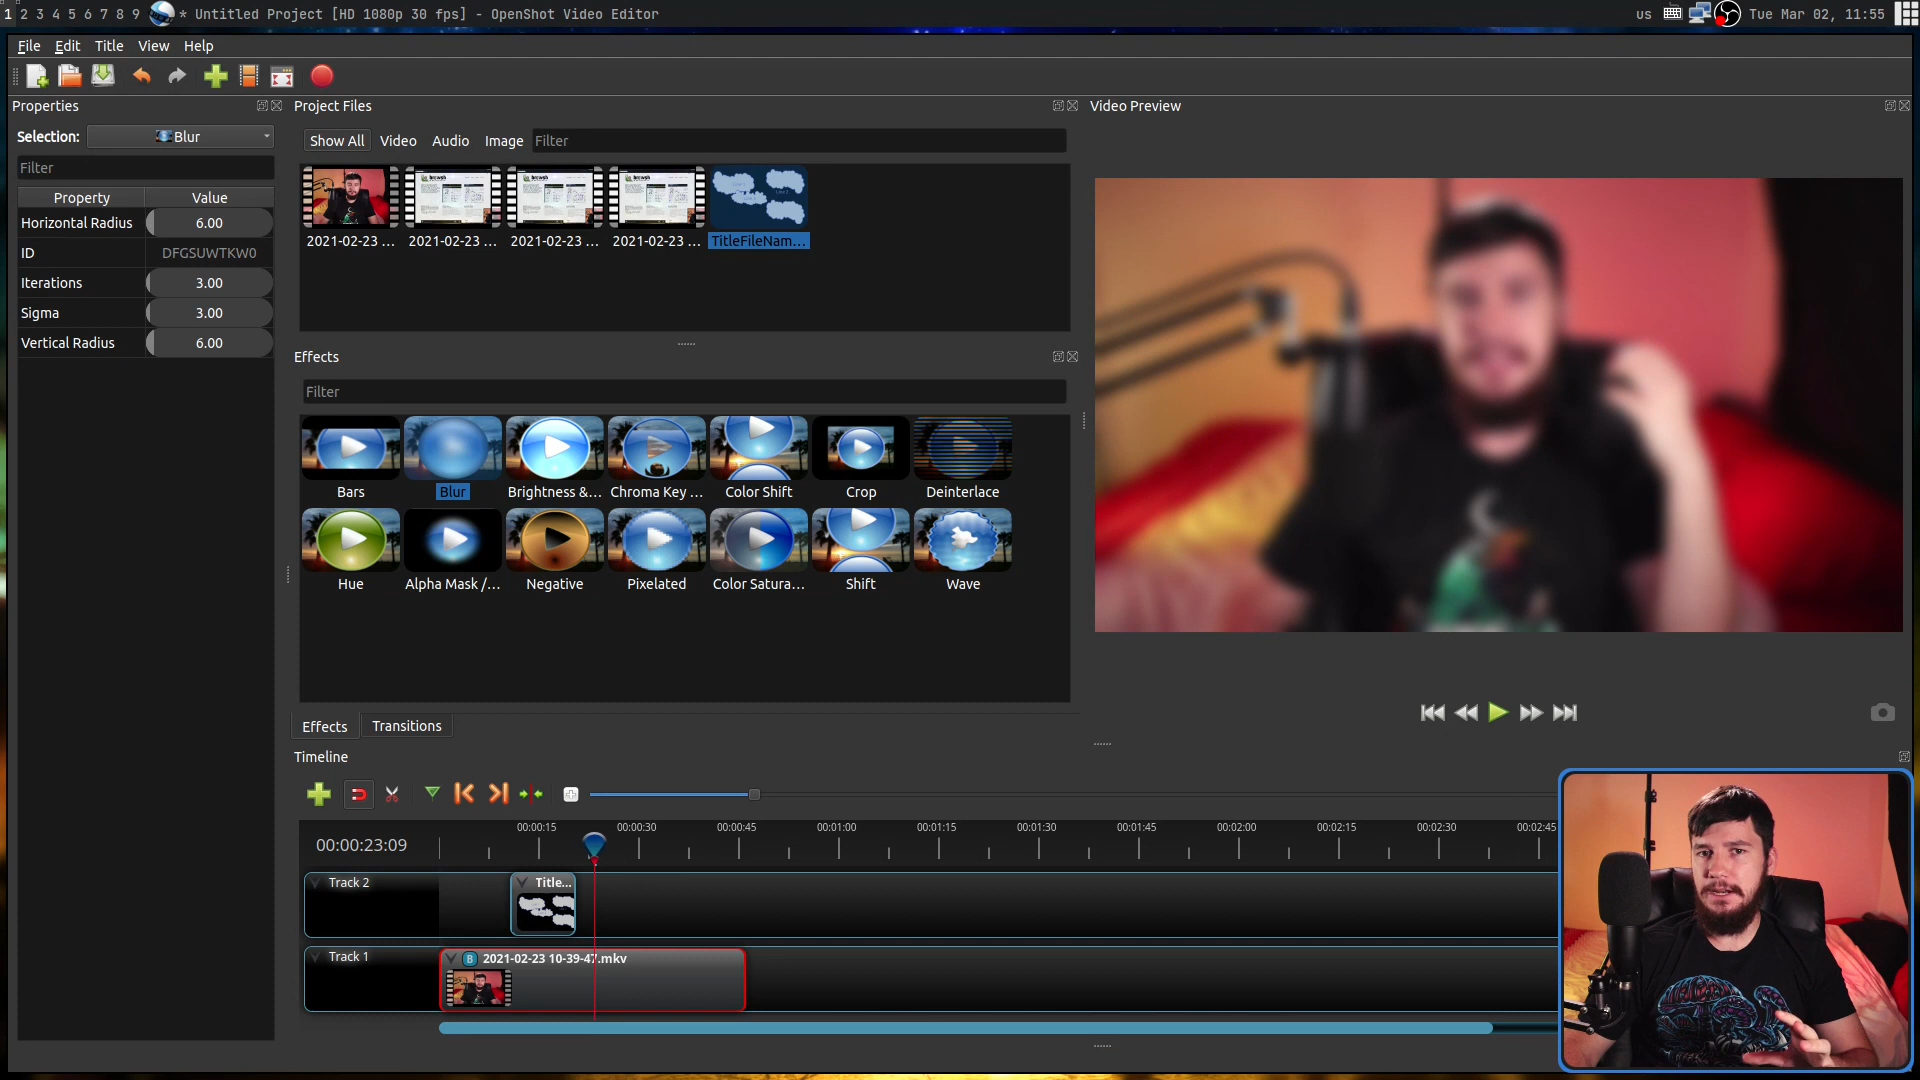 1 2 3 4 5 6 7 8 9 * Untitled Project [HD 1080p 30 fps] - OpenShot Video Editor
us Tue Mar 02, 11:55
File Edit Title View Help
Properties
Selection: Blur
Filter
Property Value
Horizontal Radius 6.00
ID DFGSUWTKW0
Iterations 3.00
Sigma 3.00
Vertical Radius 6.00
Project Files
Show All Video Audio Image Filter
2021-02-23 ... 2021-02-23 ... 2021-02-23 ... 2021-02-23 ... TitleFileNam...
Effects
Filter
Bars Blur Brightness &... Chroma Key ... Color Shift Crop Deinterlace
Hue Alpha Mask /... Negative Pixelated Color Satura... Shift Wave
Effects Transitions
Video Preview
Timeline
00:00:15 00:00:30 00:00:45 00:01:00 00:01:15 00:01:30 00:01:45 00:02:00 00:02:15 00:02:30 00:02:45
00:00:23:09
Track 2 Title...
Track 1 B 2021-02-23 10-39-47.mkv